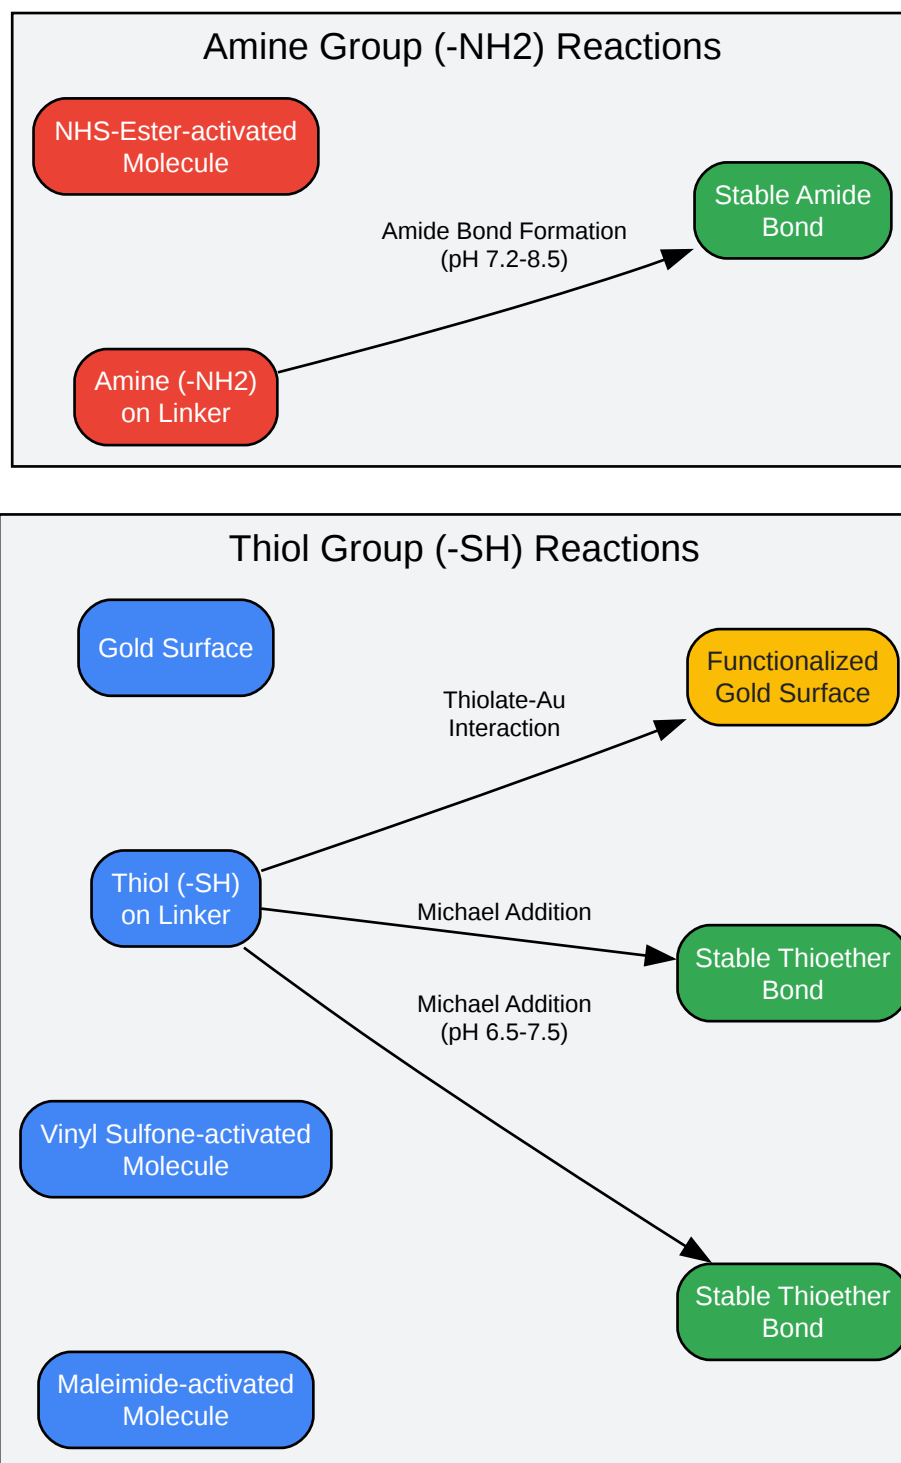 Amine Group (-NH2) Reactions
NHS-Ester-activated
Molecule
Stable Amide
Bond
Amide Bond Formation
(pH 7.2-8.5)
Amine (-NH2)
on Linker
Thiol Group (-SH) Reactions
Gold Surface
Functionalized
Gold Surface
Thiolate-Au
Interaction
Thiol (-SH)
on Linker
Michael Addition
Stable Thioether
Bond
Michael Addition
(pH 6.5-7.5)
Vinyl Sulfone-activated
Molecule
Stable Thioether
Bond
Maleimide-activated
Molecule